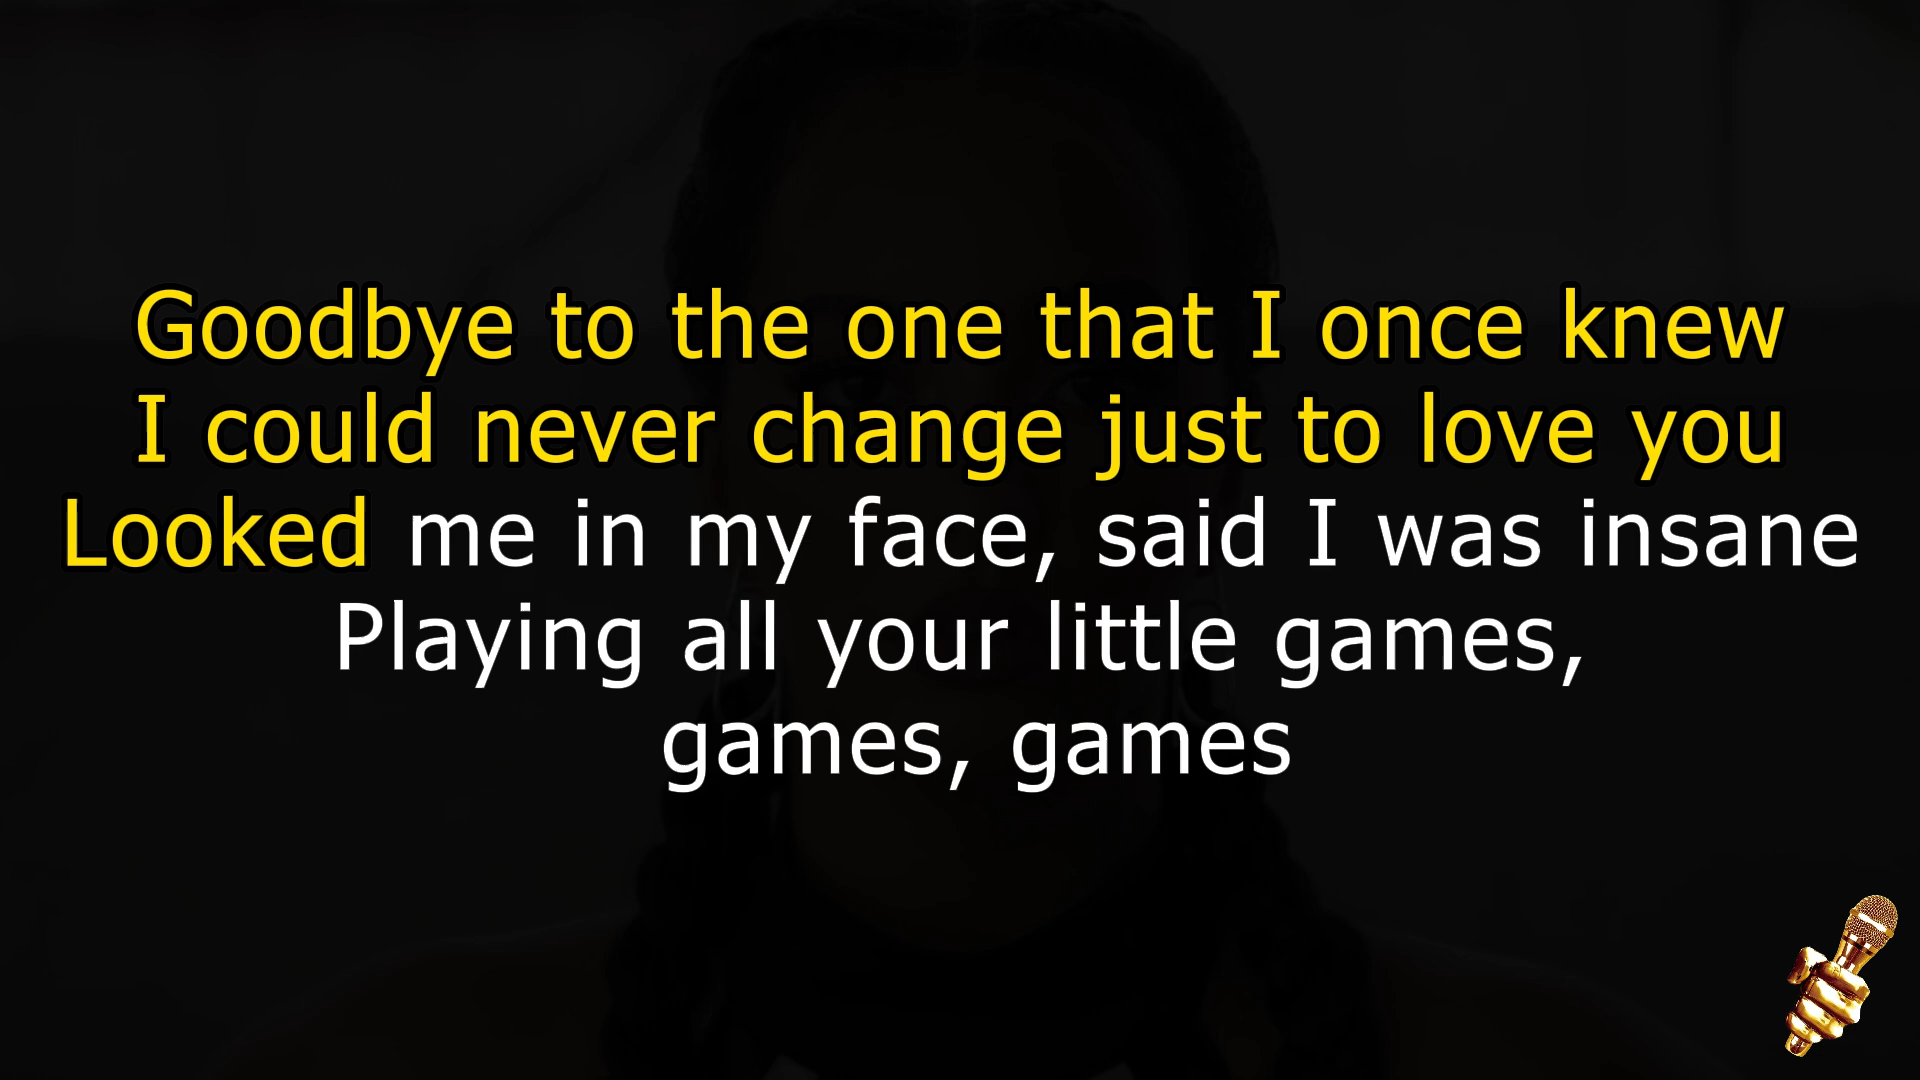 Goodbye to the one that I once knew
I could never change just to love you
Looked me in my face, said I was insane
Playing all your little games,
games, games